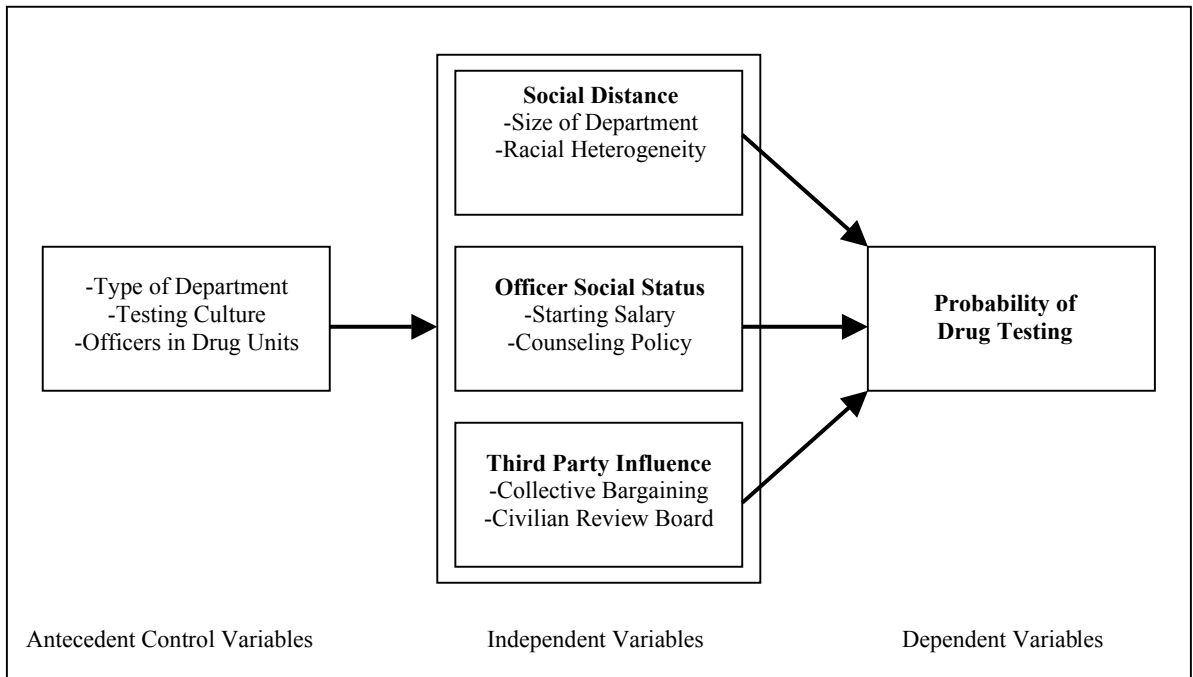 Social Distance
-Size of Department
-Racial Heterogeneity
-Type of Department
-Testing Culture
-Officers in Drug Units
Officer Social Status
-Starting Salary
-Counseling Policy
Probability of
Drug Testing
Third Party Influence
-Collective Bargaining
-Civilian Review Board
Antecedent Control Variables
Independent Variables
Dependent Variables